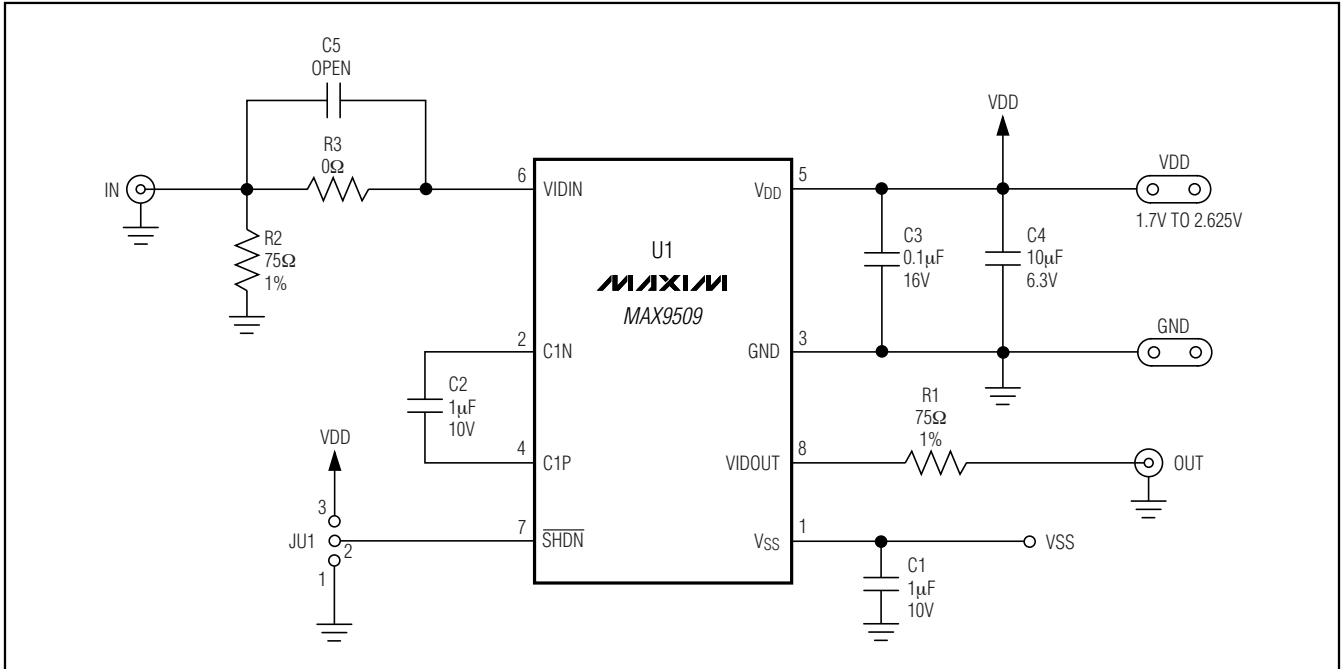 C5
OPEN
R3
0Ω
IN
R2
75Ω
1%
6
VIDIN
U1
MAXIM
MAX9509
2
C1N
C2
1μF
10V
4
C1P
VDD
3
JU1
2
1
7
SHDN
5
VDD
VDD
C3
0.1μF
16V
C4
10μF
6.3V
VDD
1.7V TO 2.625V
3
GND
GND
R1
75Ω
1%
8
VIDOUT
OUT
1
VSS
VSS
C1
1μF
10V